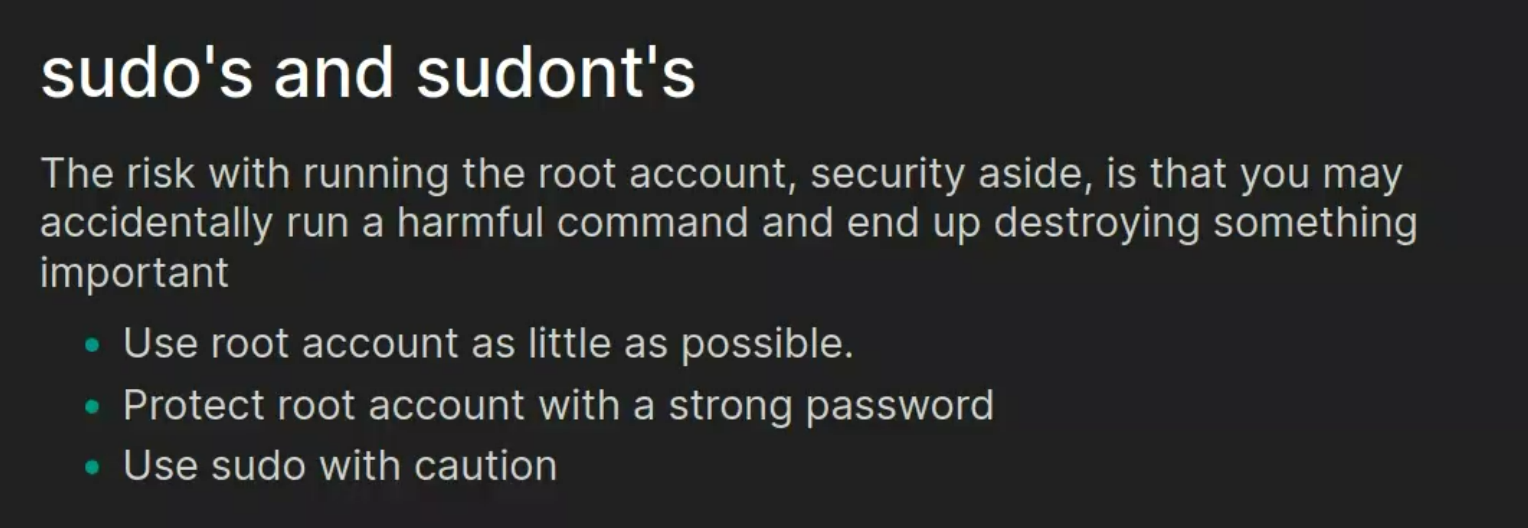 sudo's and sudont's
The risk with running the root account, security aside, is that you may
accidentally run a harmful command and end up destroying something
important
• Use root account as little as possible.
• Protect root account with a strong password
• Use sudo with caution